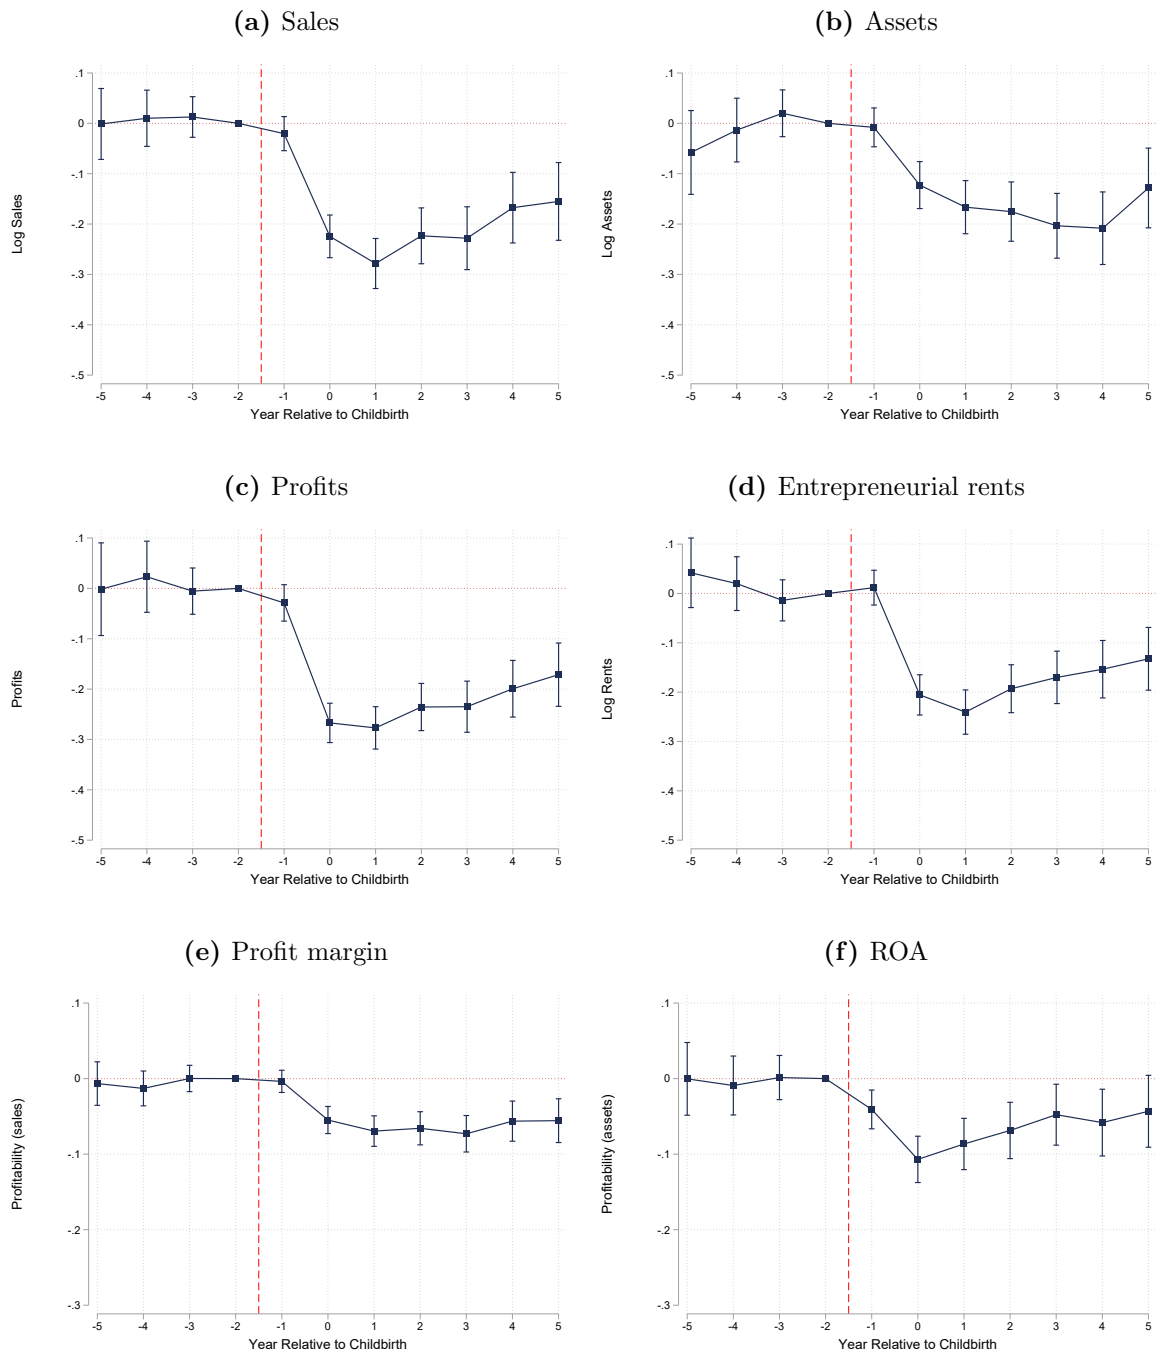 (a) Sales
.1
0
-.1
-.2
-.3
-.4
-.5
Log Sales
-5 -4 -3 -2 -1 0 1 2 3 4 5
Year Relative to Childbirth
(b) Assets
.1
0
-.1
-.2
-.3
-.4
-.5
Log Assets
-5 -4 -3 -2 -1 0 1 2 3 4 5
Year Relative to Childbirth
(c) Profits
.1
0
-.1
-.2
-.3
-.4
-.5
Profits
-5 -4 -3 -2 -1 0 1 2 3 4 5
Year Relative to Childbirth
(d) Entrepreneurial rents
.1
0
-.1
-.2
-.3
-.4
-.5
Log Rents
-5 -4 -3 -2 -1 0 1 2 3 4 5
Year Relative to Childbirth
(e) Profit margin
.1
0
-.1
-.2
-.3
Profitability (sales)
-5 -4 -3 -2 -1 0 1 2 3 4 5
Year Relative to Childbirth
(f) ROA
.1
0
-.1
-.2
-.3
Profitability (assets)
-5 -4 -3 -2 -1 0 1 2 3 4 5
Year Relative to Childbirth